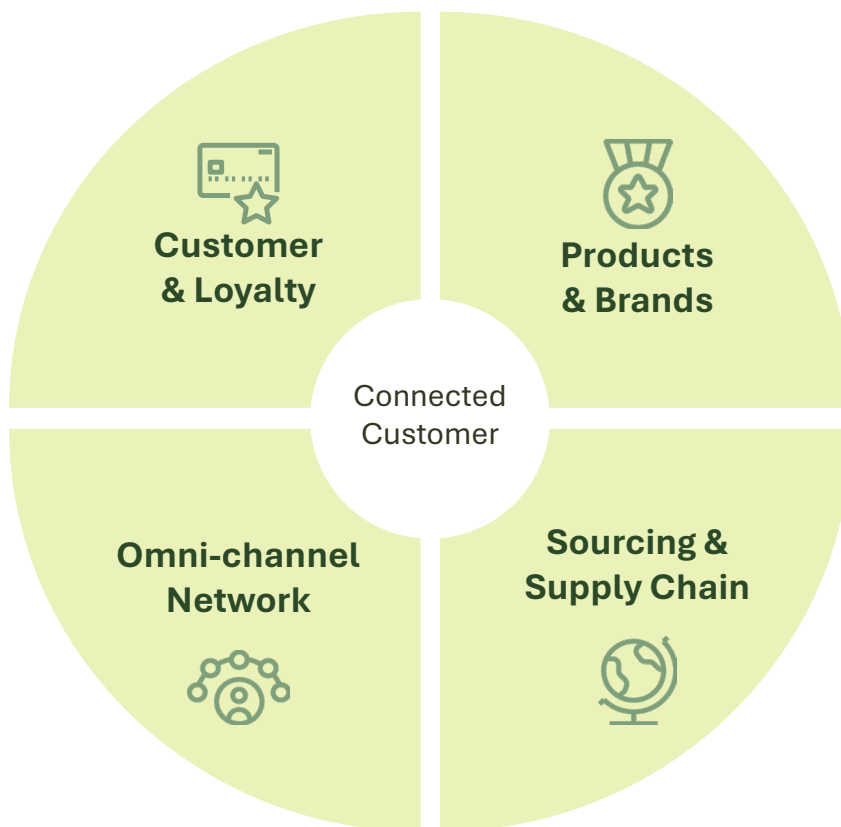 Customer
& Loyalty
Products
& Brands
Connected
Customer
Omni-channel
Network
Sourcing &
Supply Chain